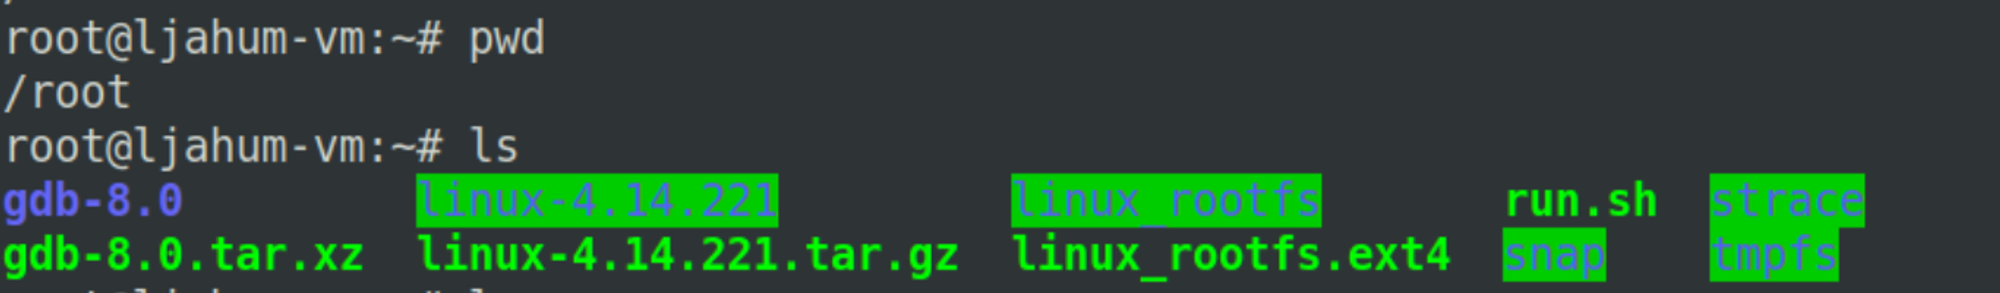 root@ljahum-vm:~# pwd
/root
root@ljahum-vm:~# ls
gdb-8.0 linux-4.14.221 linux_rootfs run.sh strace
gdb-8.0.tar.xz linux-4.14.221.tar.gz linux_rootfs.ext4 snap tmpfs